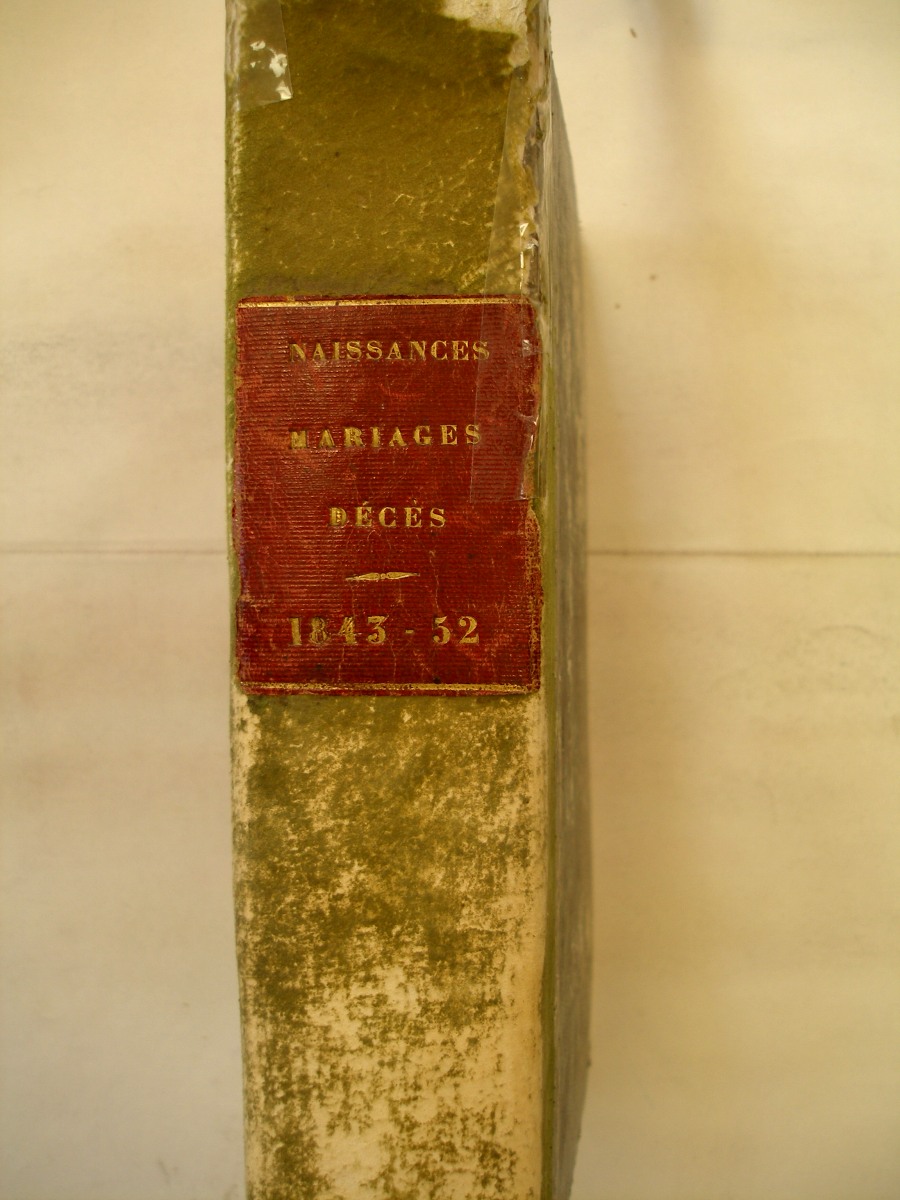 NAISSANCES
MARIAGES
DÉCÈS
1843 - 52